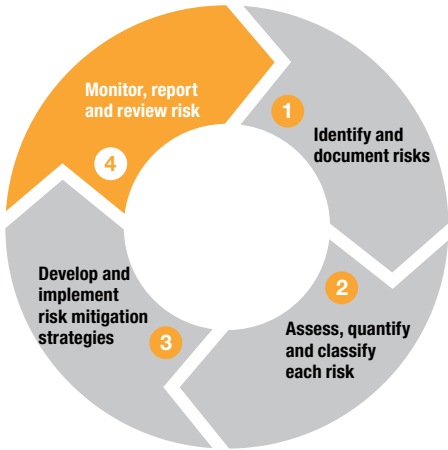 1
Identify and
document risks
2
Assess, quantify
and classify
each risk
3
Develop and
implement
risk mitigation
strategies
4
Monitor, report
and review risk